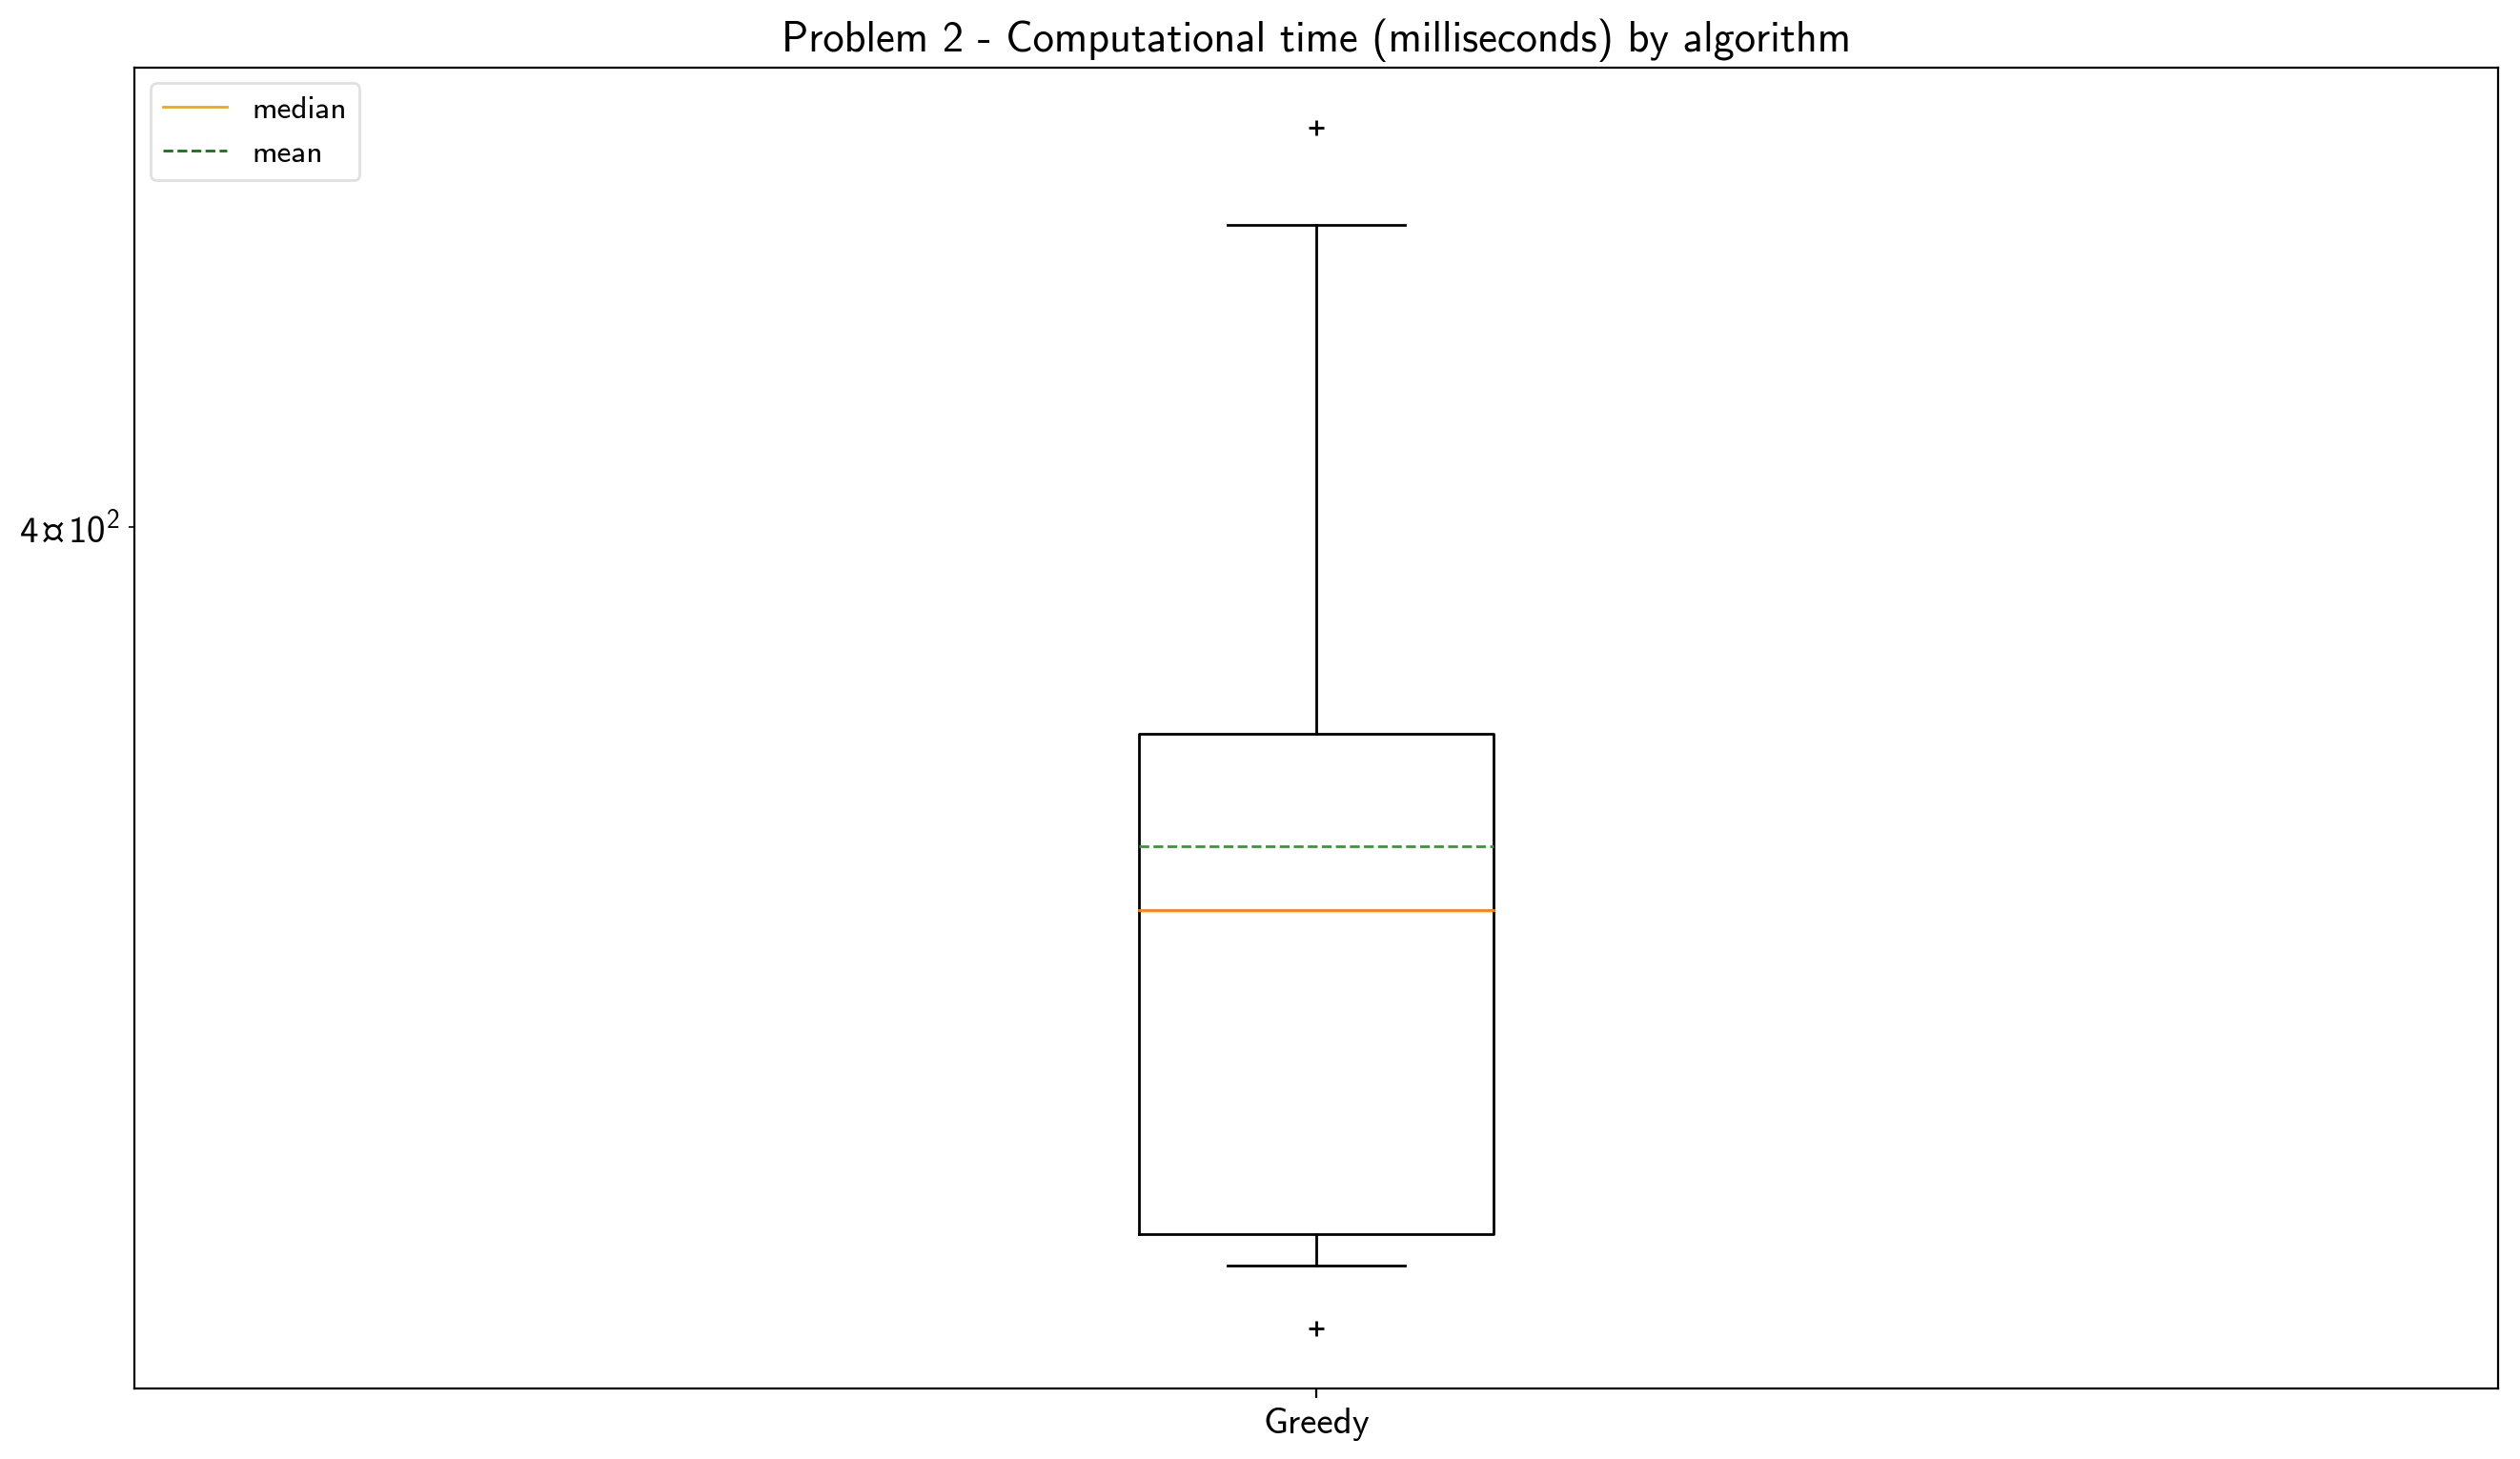 Problem 2 - Computational time (milliseconds) by algorithm
median
mean
4¤10²
Greedy